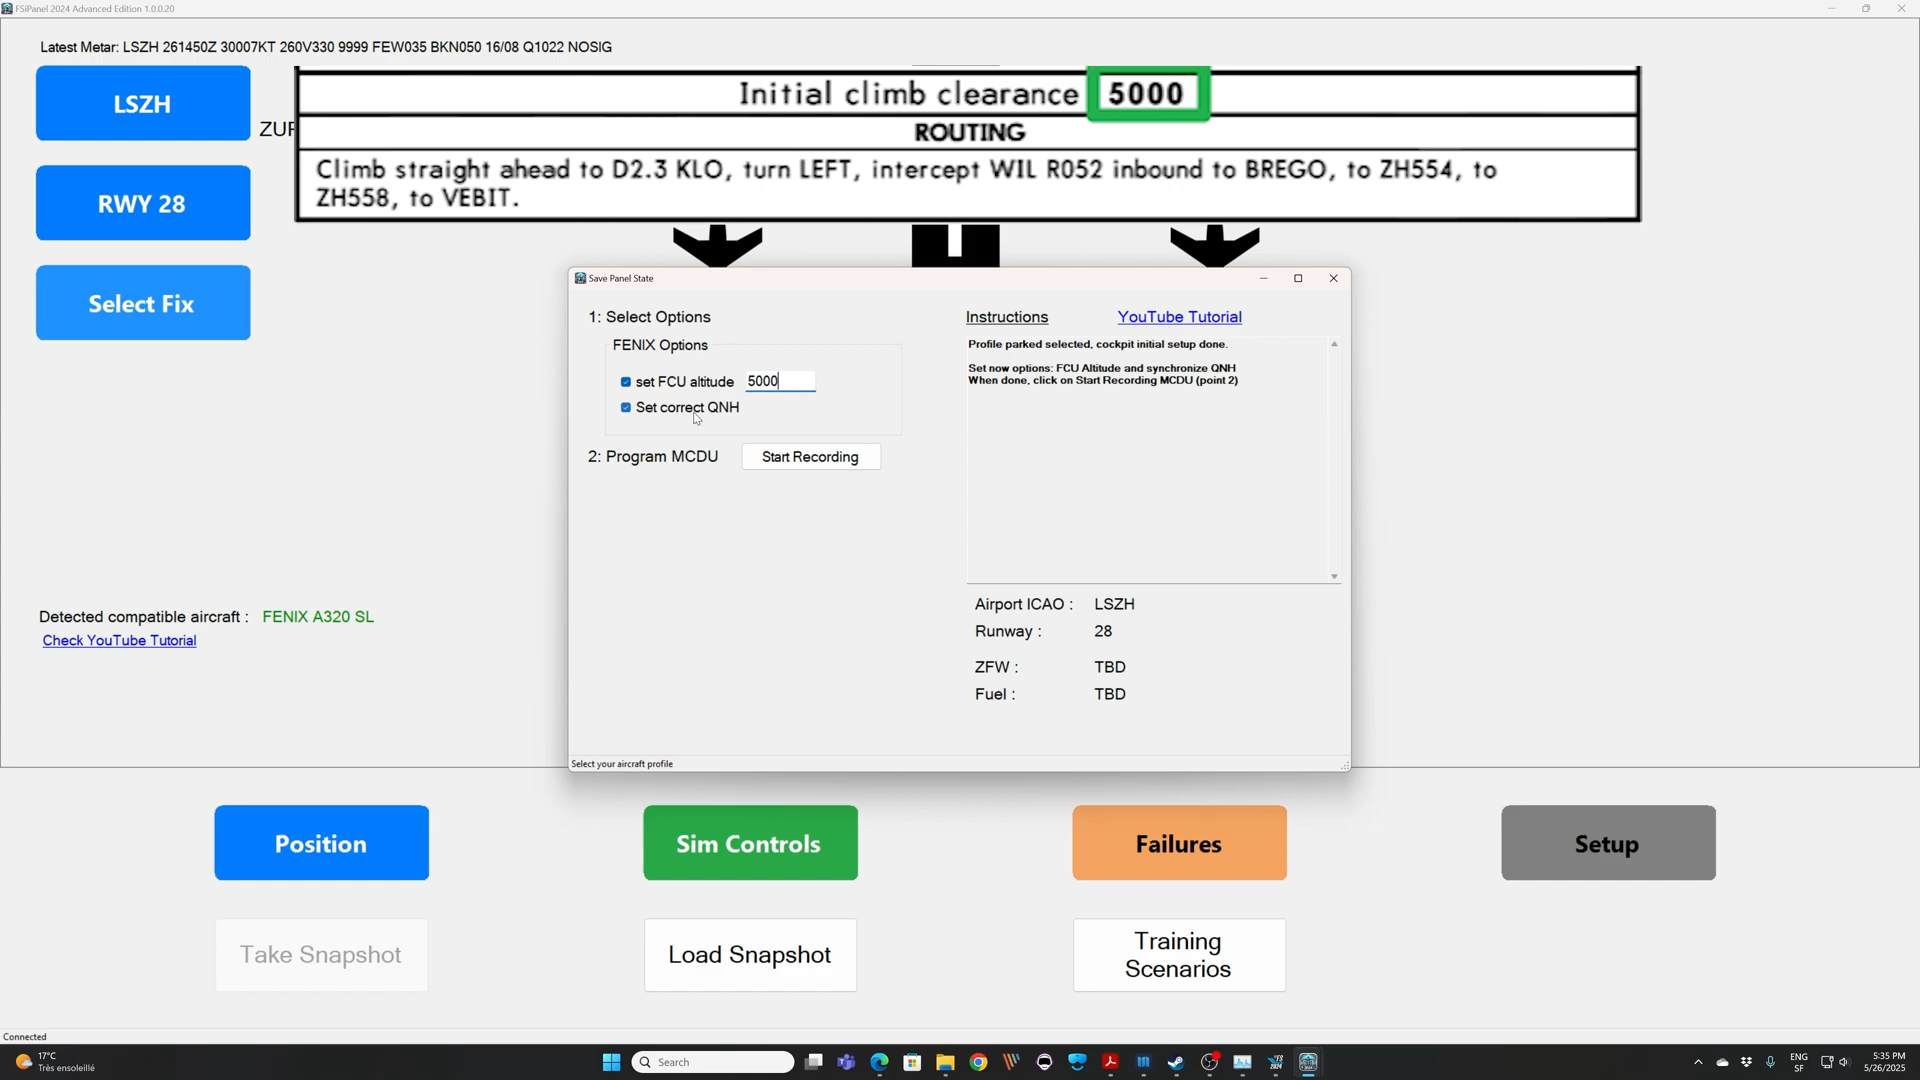 FSiPanel 2024 Advanced Edition 1.0.0.20
Latest Metar: LSZH 261450Z 30007KT 260V330 9999 FEW035 BKN050 16/08 Q1022 NOSIG
LSZH
ZUR
Initial climb clearance 5000
ROUTING
Climb straight ahead to D2.3 KLO, turn LEFT, intercept WIL R052 inbound to BREGO, to ZH554, to
ZH558, to VEBIT.
RWY 28
Select Fix
Save Panel State
1: Select Options
FENIX Options
set FCU altitude 5000
Set correct QNH
2: Program MCDU Start Recording
Instructions YouTube Tutorial
Profile parked selected, cockpit initial setup done.
Set now options: FCU Altitude and synchronize QNH
When done, click on Start Recording MCDU (point 2)
Airport ICAO : LSZH
Runway : 28
ZFW : TBD
Fuel : TBD
Select your aircraft profile
Detected compatible aircraft : FENIX A320 SL
Check YouTube Tutorial
Position
Sim Controls
Failures
Setup
Take Snapshot
Load Snapshot
Training
Scenarios
Connected
17°C
Très ensoleillé
Search
ENG
SF
5:35 PM
5/26/2025